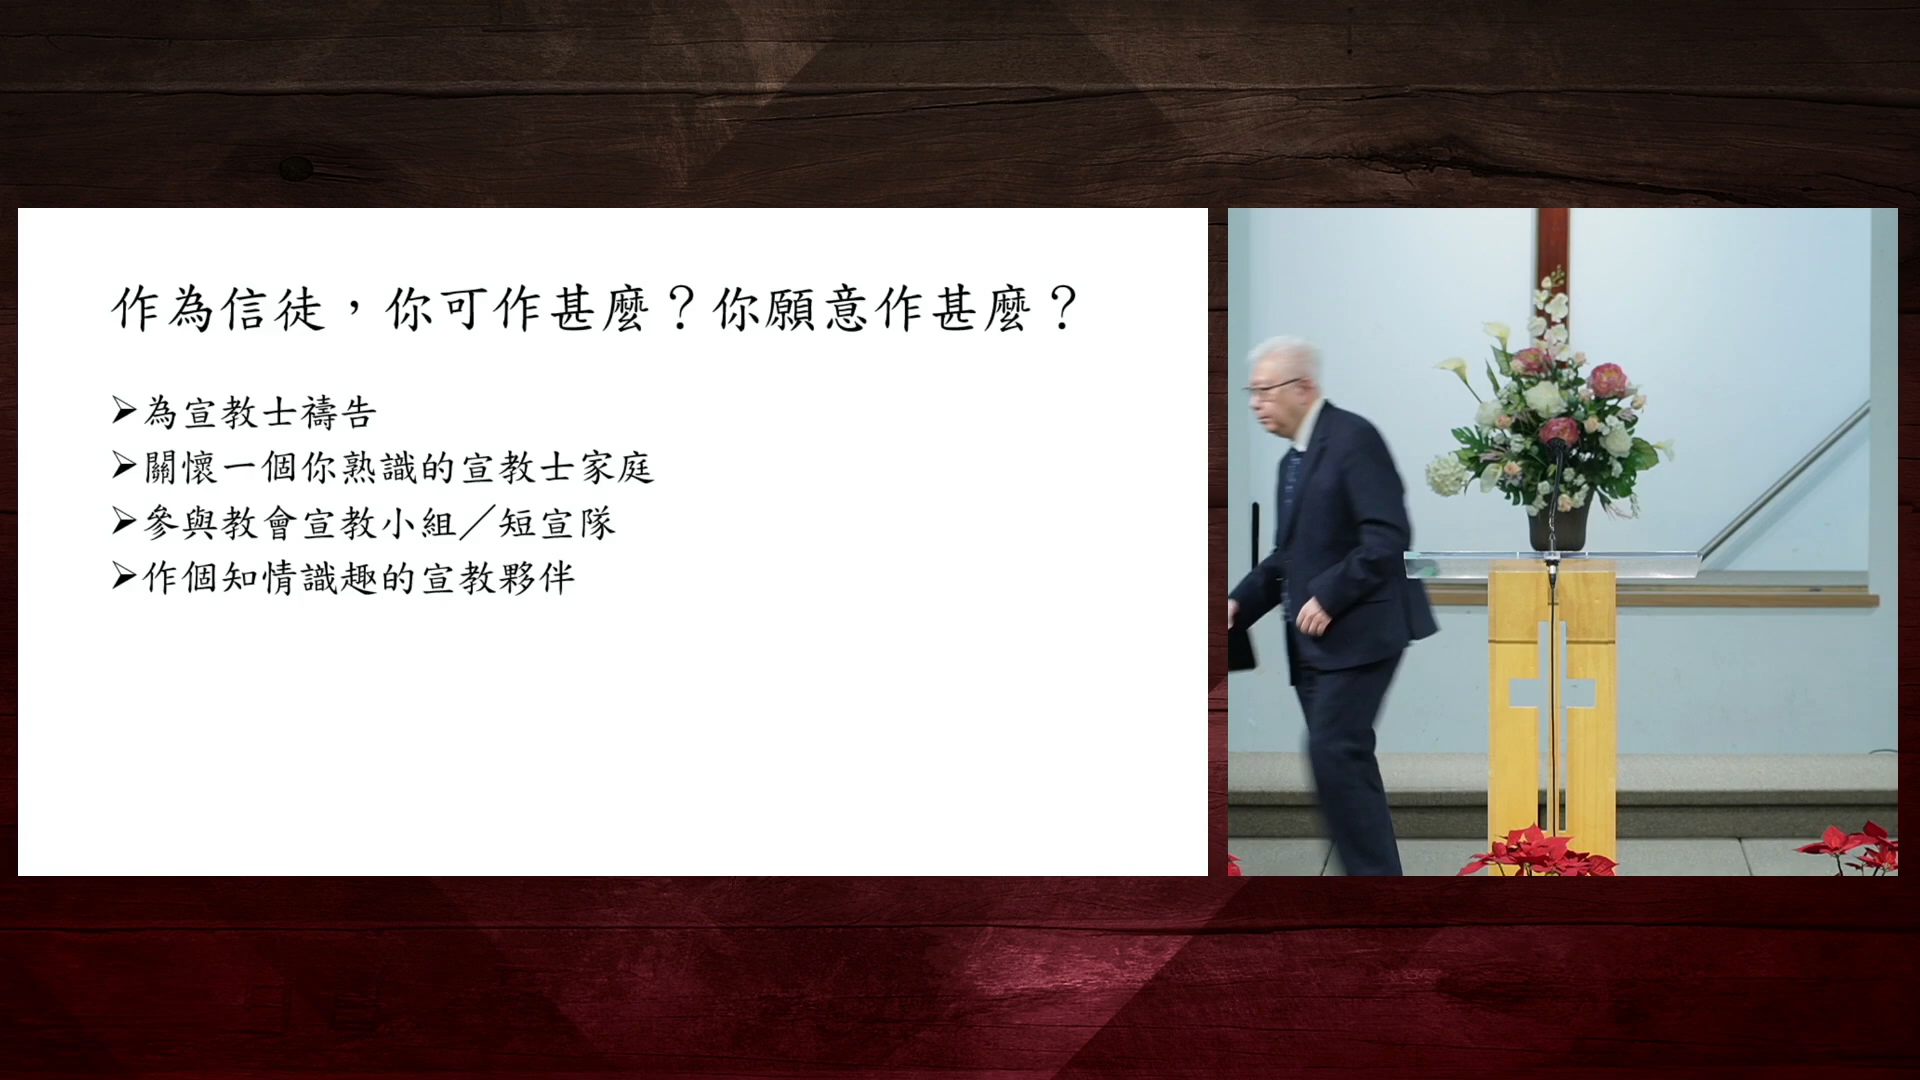 作為信徒，你可作甚麼？你願意作甚麼？
➢為宣教士禱告
➢關懷一個你熟識的宣教士家庭
➢參與教會宣教小組／短宣隊
➢作個知情識趣的宣教夥伴